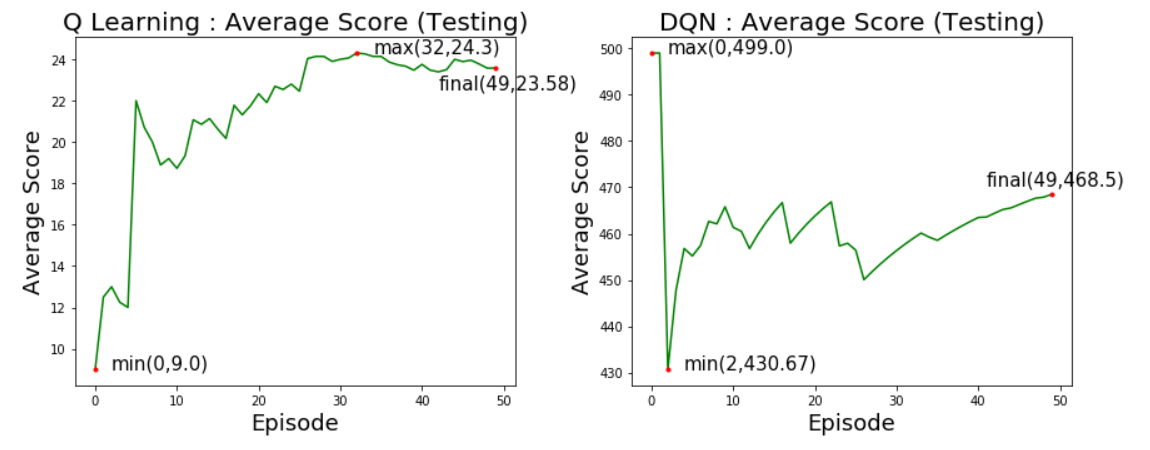 Q Learning : Average Score (Testing)
max(32,24.3)
final(49,23.58)
min(0,9.0)
24
22
20
18
16
14
12
10
Average Score
0
10
20
30
40
50
Episode
DQN : Average Score (Testing)
max(0,499.0)
final(49,468.5)
min(2,430.67)
500
490
480
470
460
450
440
430
Average Score
0
10
20
30
40
50
Episode